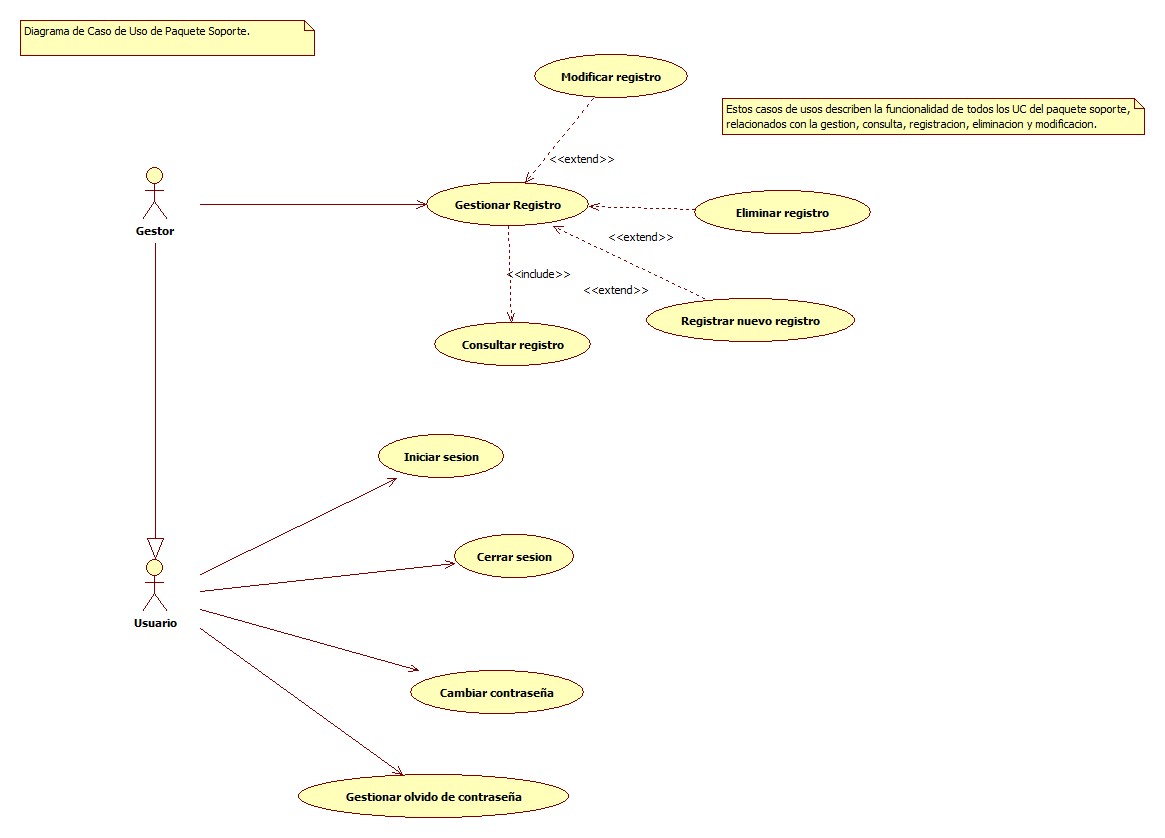 Diagrama de Caso de Uso de Paquete Soporte.
Modificar registro
Estos casos de usos describen la funcionalidad de todos los UC del paquete soporte,
relacionados con la gestion, consulta, registracion, eliminacion y modificacion.
<<extend>>
Gestor
Gestionar Registro
Eliminar registro
<<extend>>
<<include>>
<<extend>>
Registrar nuevo registro
Consultar registro
Iniciar sesion
Cerrar sesion
Usuario
Cambiar contraseña
Gestionar olvido de contraseña